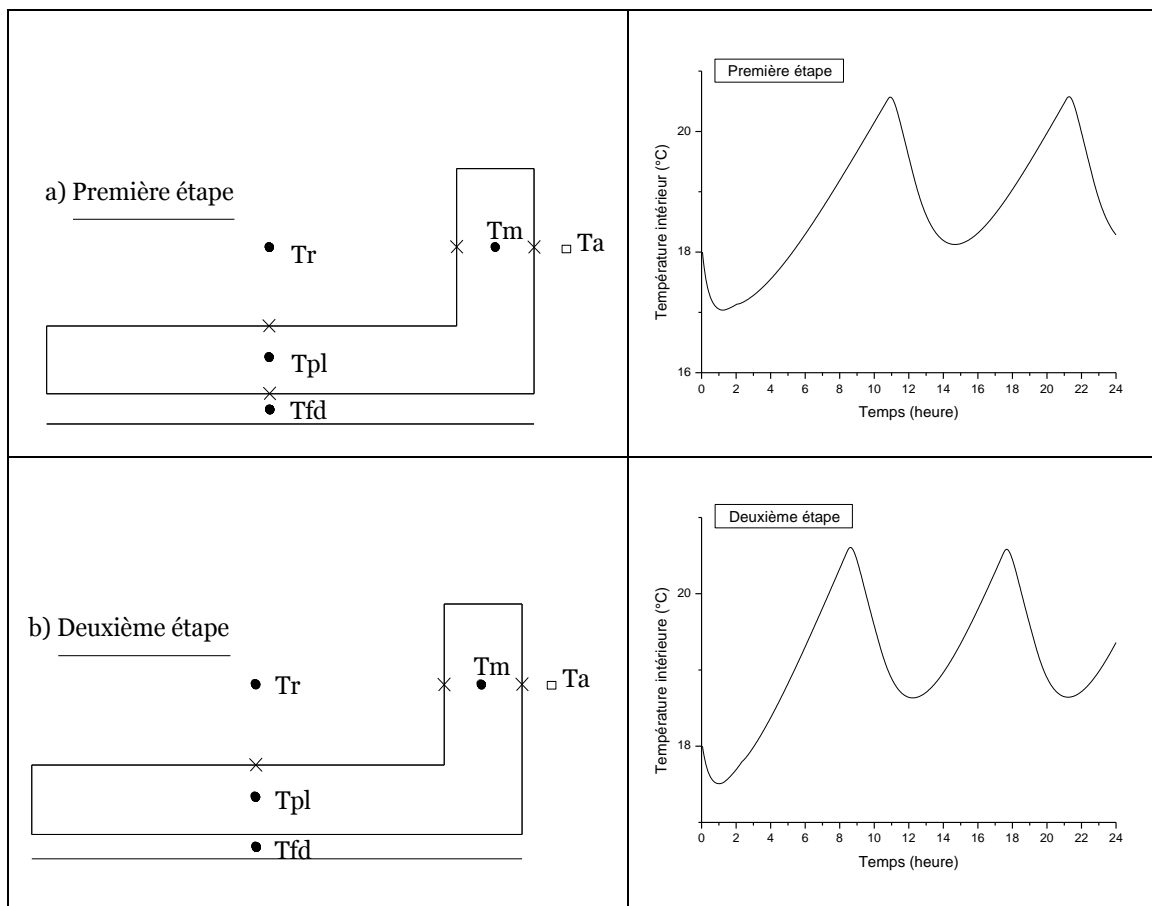 a) Première étape
Tr
Tm
Ta
Tpl
Tfd
Première étape
Température intérieur (°C)
20
18
16
0 2 4 6 8 10 12 14 16 18 20 22 24
Temps (heure)
b) Deuxième étape
Tr
Tm
Ta
Tpl
Tfd
Deuxième étape
Température intérieure (°C)
20
18
0 2 4 6 8 10 12 14 16 18 20 22 24
Temps (heure)